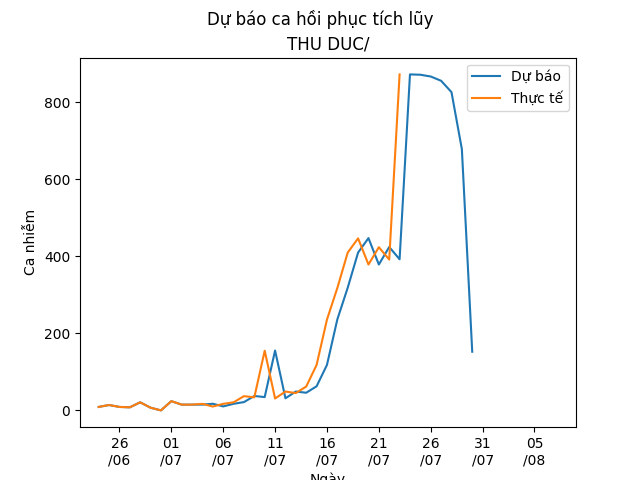 Dự báo ca hồi phục tích lũy
THU DUC/
Dự báo
Thực tế
Ca nhiễm
800
600
400
200
0
26 01 06 11 16 21 26 31 05
/06 /07 /07 /07 /07 /07 /07 /07 /08
Ngày